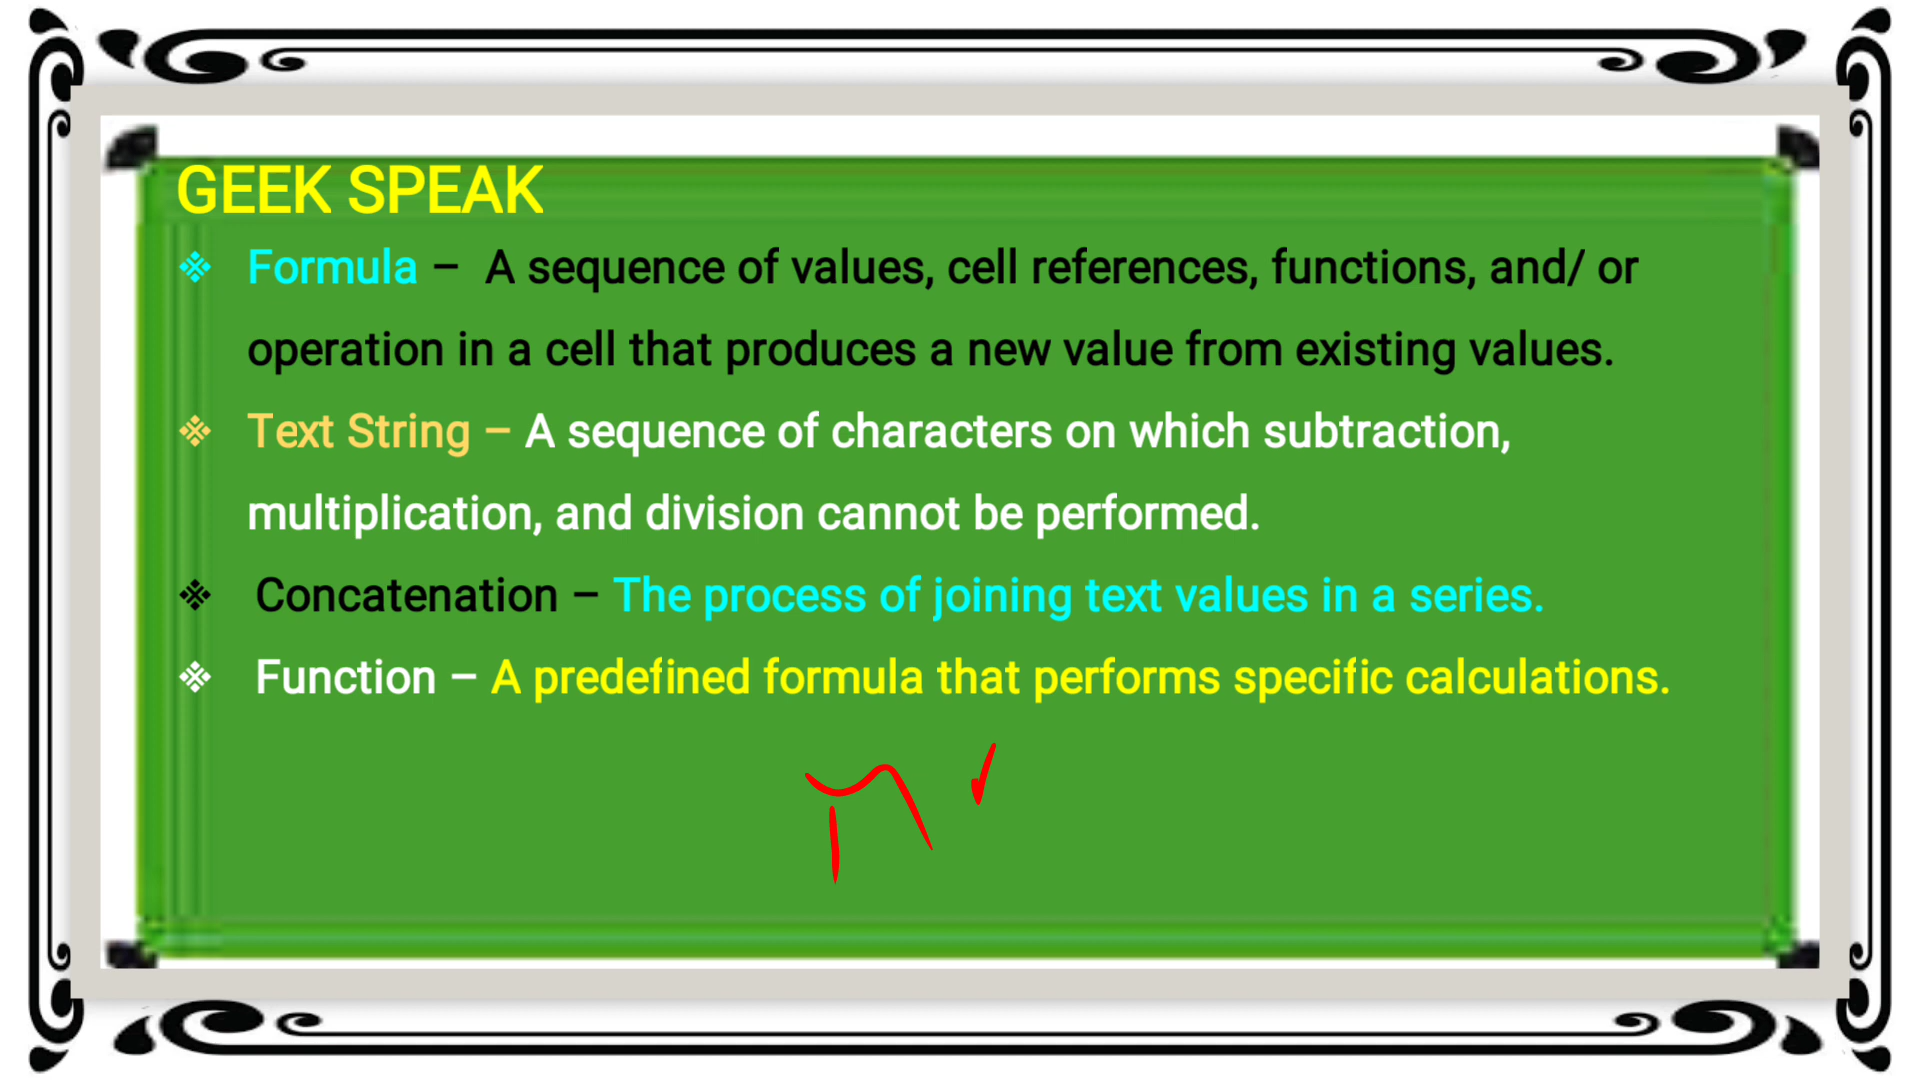 GEEK SPEAK
❖ Formula – A sequence of values, cell references, functions, and/ or
operation in a cell that produces a new value from existing values.
❖ Text String – A sequence of characters on which subtraction,
multiplication, and division cannot be performed.
❖ Concatenation – The process of joining text values in a series.
❖ Function – A predefined formula that performs specific calculations.